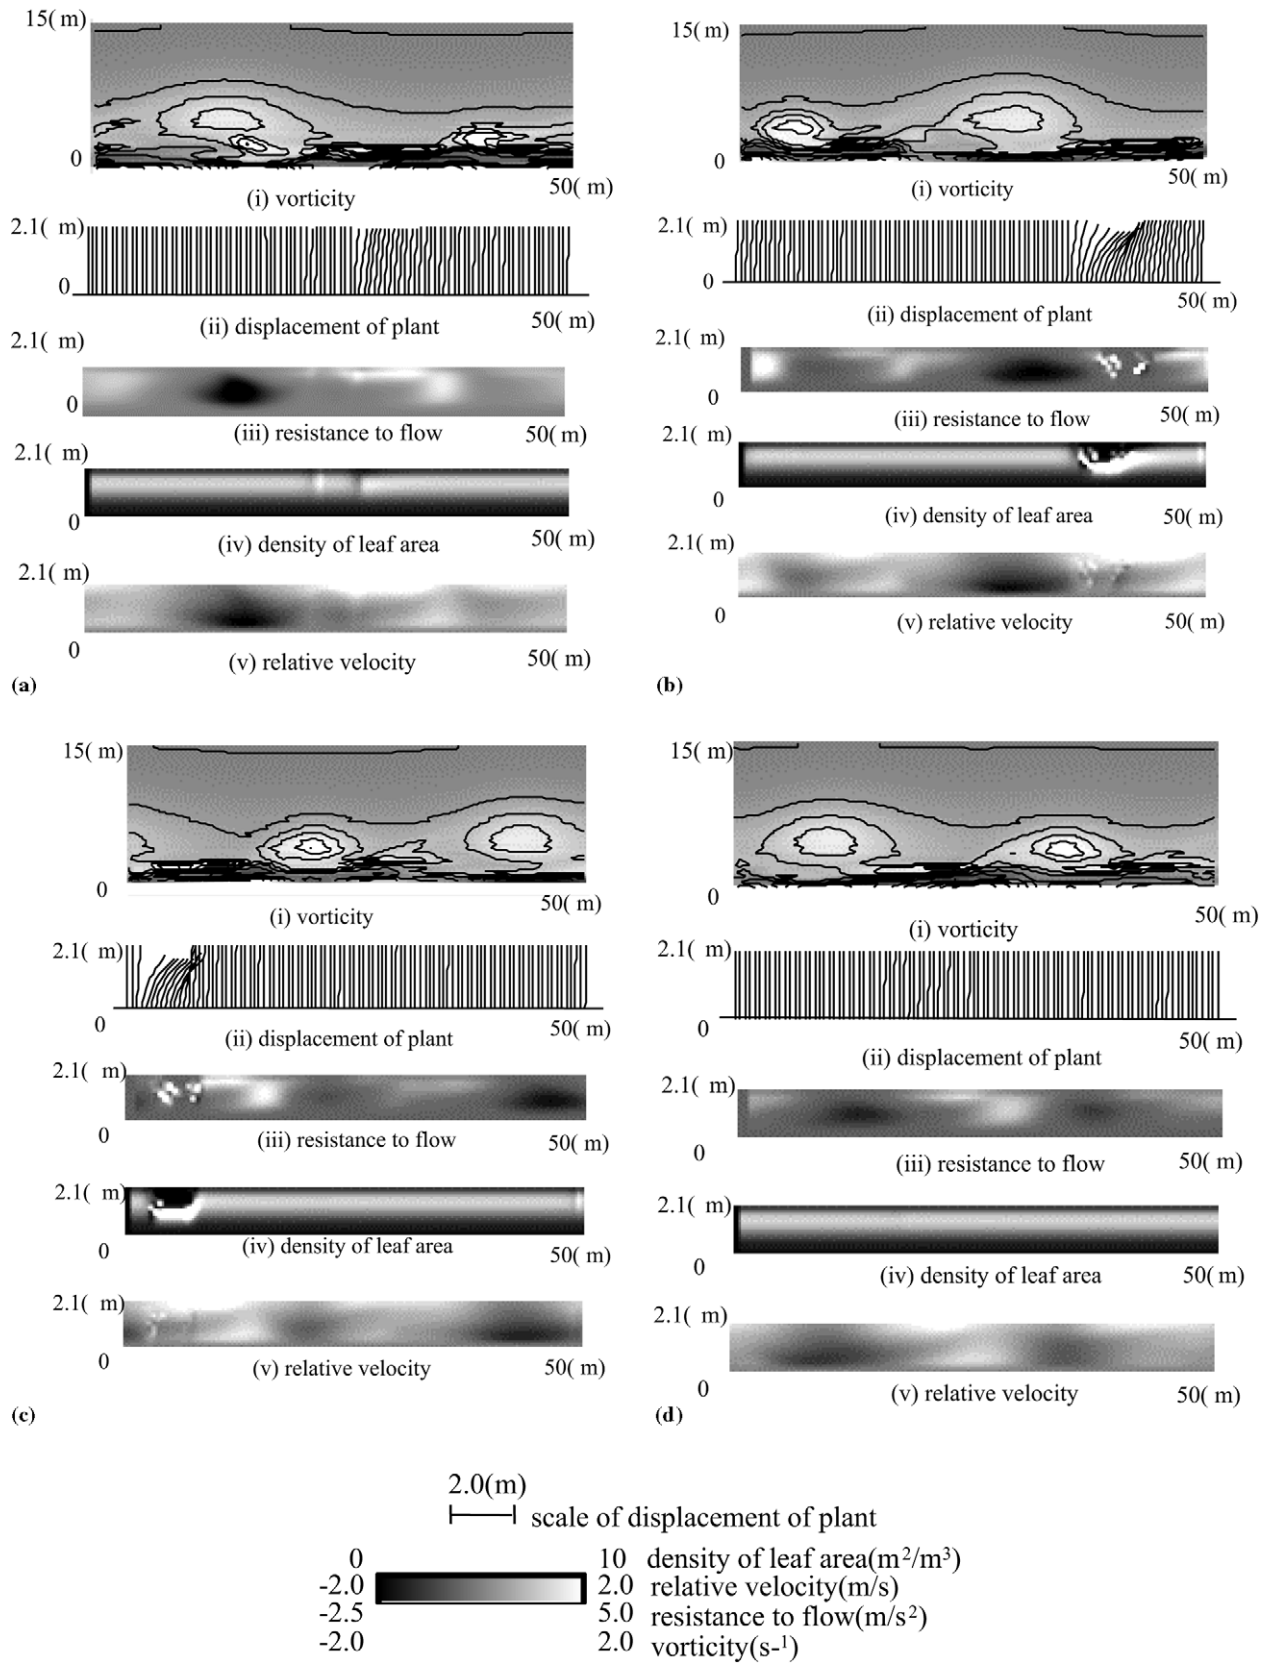 15( m)
0
50( m)
(i) vorticity
2.1( m)
0
50( m)
(ii) displacement of plant
2.1( m)
0
(iii) resistance to flow
50( m)
2.1( m)
0
(iv) density of leaf area
50( m)
2.1( m)
0
(v) relative velocity
50( m)
(a)
15( m)
0
50( m)
(i) vorticity
2.1( m)
0
50( m)
(ii) displacement of plant
2.1( m)
0
(iii) resistance to flow
50( m)
2.1( m)
0
(iv) density of leaf area
50( m)
2.1( m)
0
(v) relative velocity
50( m)
(b)
15( m)
0
50( m)
(i) vorticity
2.1( m)
0
50( m)
(ii) displacement of plant
2.1( m)
0
(iii) resistance to flow
50( m)
2.1( m)
0
(iv) density of leaf area
50( m)
2.1( m)
0
(v) relative velocity
50( m)
(c)
15( m)
0
50( m)
(i) vorticity
2.1( m)
0
50( m)
(ii) displacement of plant
2.1( m)
0
(iii) resistance to flow
50( m)
2.1( m)
0
(iv) density of leaf area
50( m)
2.1( m)
0
(v) relative velocity
50( m)
(d)
2.0(m)
scale of displacement of plant
0 10 density of leaf area(m²/m³)
-2.0 2.0 relative velocity(m/s)
-2.5 5.0 resistance to flow(m/s²)
-2.0 2.0 vorticity(s-¹)